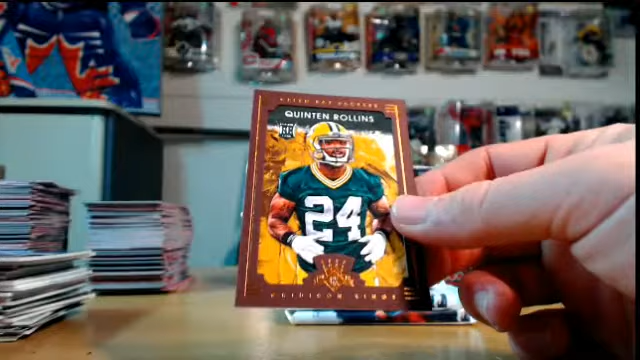 GREEN BAY PACKERS
QUINTEN ROLLINS
RC
24
GRIDIRON KINGS